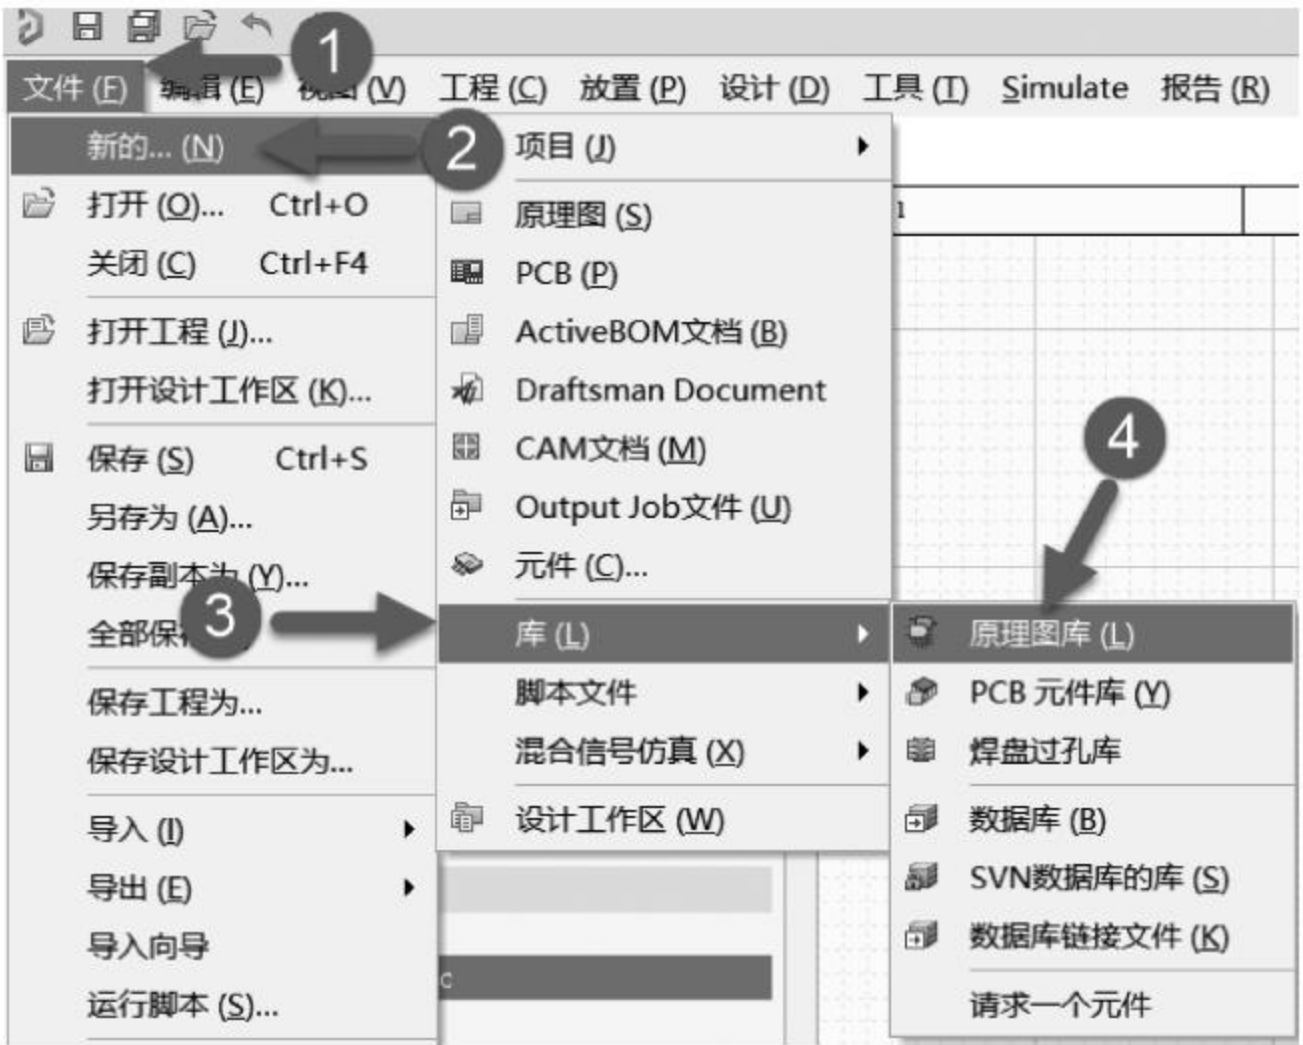 1
文件 (F) 编辑 (E) 视图 (V) 工程 (C) 放置 (P) 设计 (D) 工具 (T) Simulate 报告 (R)
新的... (N)
2
打开 (O)... Ctrl+O
关闭 (C) Ctrl+F4
打开工程 (J)...
打开设计工作区 (K)...
保存 (S) Ctrl+S
另存为 (A)...
保存副本为 (Y)...
3
全部保
保存工程为...
保存设计工作区为...
导入 (I)
导出 (E)
导入向导
运行脚本 (S)...
项目 (J)
原理图 (S)
PCB (P)
ActiveBOM文档 (B)
Draftsman Document
CAM文档 (M)
Output Job文件 (U)
元件 (C)...
库 (L)
脚本文件
混合信号仿真 (X)
设计工作区 (W)
4
原理图库 (L)
PCB 元件库 (Y)
焊盘过孔库
数据库 (B)
SVN数据库的库 (S)
数据库链接文件 (K)
请求一个元件